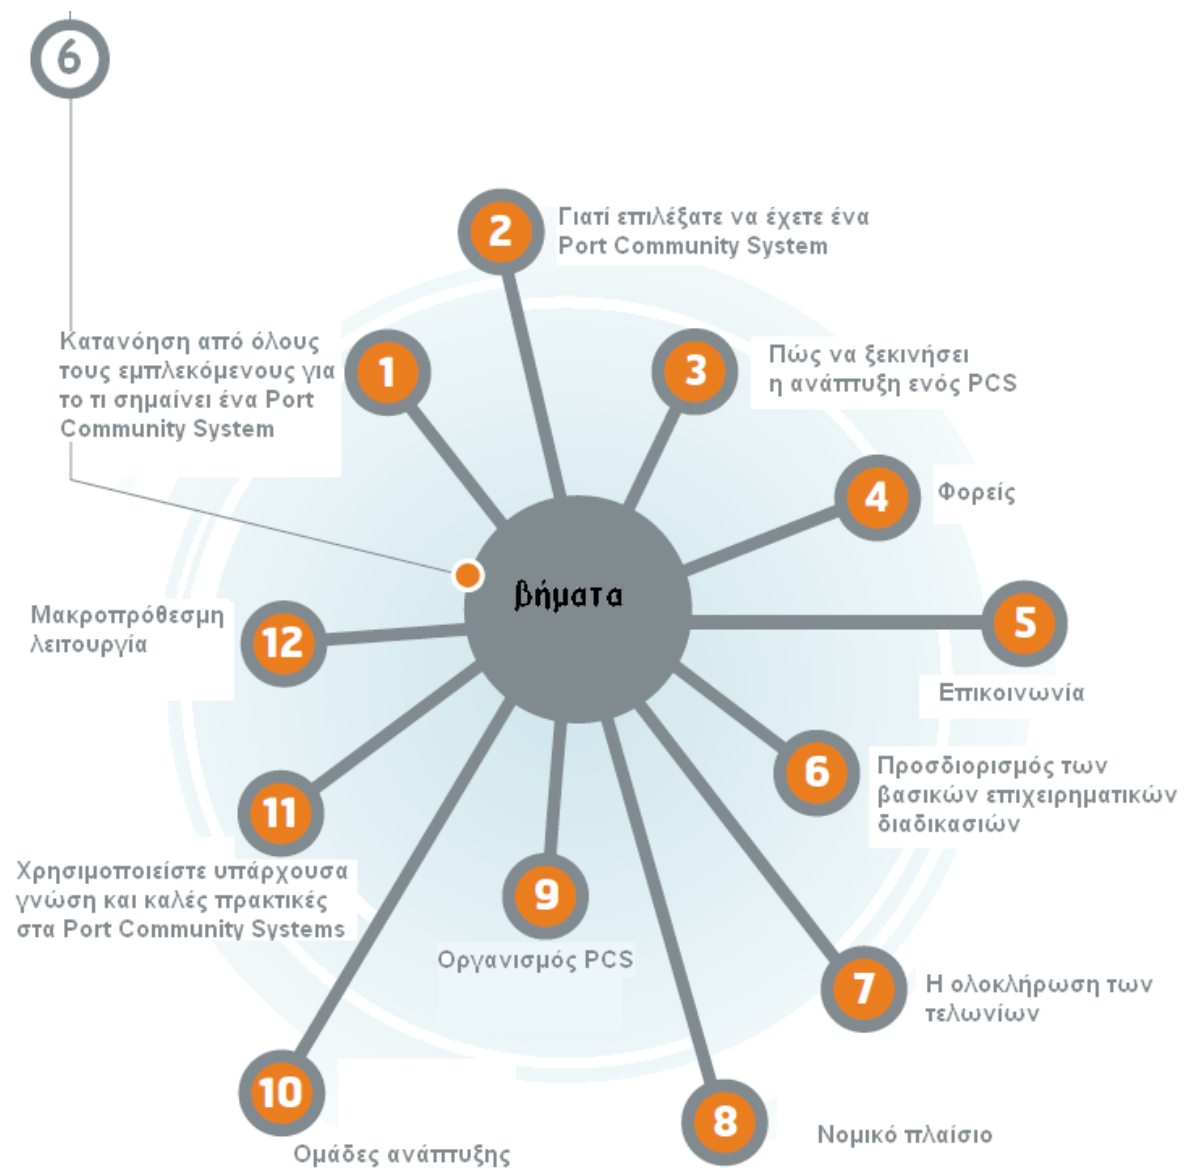 6
2
Γιατί επιλέξατε να έχετε ένα
Port Community System
1
Κατανόηση από όλους
τους εμπλεκόμενους για
το τι σημαίνει ένα Port
Community System
3
Πώς να ξεκινήσει
η ανάπτυξη ενός PCS
4
Φορείς
βήματα
5
Επικοινωνία
12
Μακροπρόθεσμη
λειτουργία
6
Προσδιορισμός των
βασικών επιχειρηματικών
διαδικασιών
11
Χρησιμοποιείστε υπάρχουσα
γνώση και καλές πρακτικές
στα Port Community Systems
9
Οργανισμός PCS
7
Η ολοκλήρωση των
τελωνίων
10
Ομάδες ανάπτυξης
8
Νομικό πλαίσιο